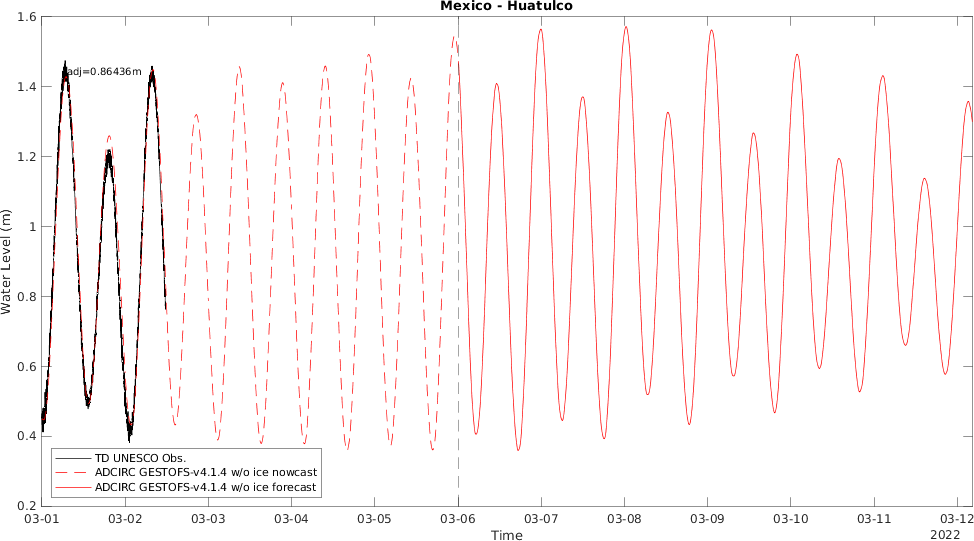 Mexico - Huatulco
adj=0.86436m
Water Level (m)
1.6
1.4
1.2
1
0.8
0.6
0.4
0.2
TD UNESCO Obs.
ADCIRC GESTOFS-v4.1.4 w/o ice nowcast
ADCIRC GESTOFS-v4.1.4 w/o ice forecast
03-01 03-02 03-03 03-04 03-05 03-06 03-07 03-08 03-09 03-10 03-11 03-12
Time
2022